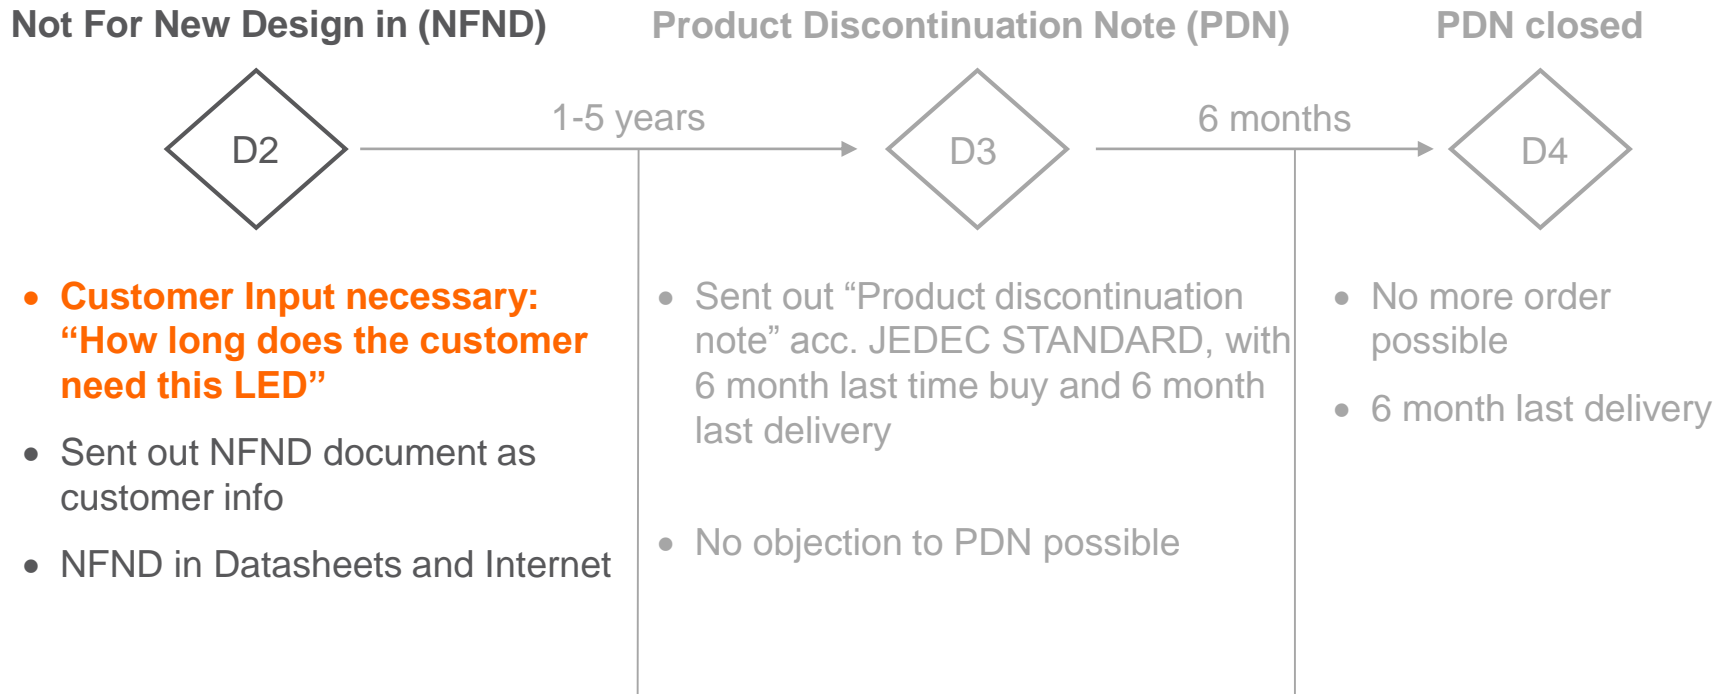 Not For New Design in (NFND)
Product Discontinuation Note (PDN)
PDN closed
D2
1-5 years
D3
6 months
D4
• Customer Input necessary:
“How long does the customer
need this LED”
• Sent out NFND document as
customer info
• NFND in Datasheets and Internet
• Sent out “Product discontinuation
note” acc. JEDEC STANDARD, with
6 month last time buy and 6 month
last delivery
• No objection to PDN possible
• No more order
possible
• 6 month last delivery